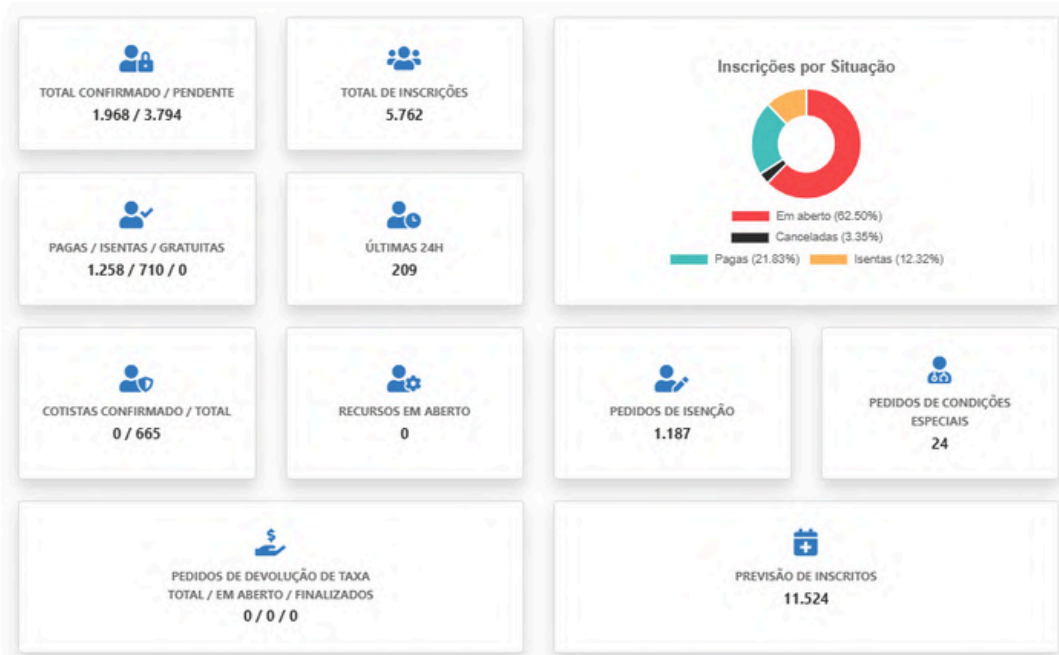 TOTAL CONFIRMADO / PENDENTE
1.968 / 3.794
TOTAL DE INSCRIÇÕES
5.762
Inscrições por Situação
Em aberto (62.50%)
Canceladas (3.35%)
Pagas (21.83%) Isentas (12.32%)
PAGAS / ISENTAS / GRATUITAS
1.258 / 710 / 0
ÚLTIMAS 24H
209
COTISTAS CONFIRMADO / TOTAL
0 / 665
RECURSOS EM ABERTO
0
PEDIDOS DE ISENÇÃO
1.187
PEDIDOS DE CONDIÇÕES
ESPECIAIS
24
PEDIDOS DE DEVOLUÇÃO DE TAXA
TOTAL / EM ABERTO / FINALIZADOS
0 / 0 / 0
PREVISÃO DE INSCRITOS
11.524